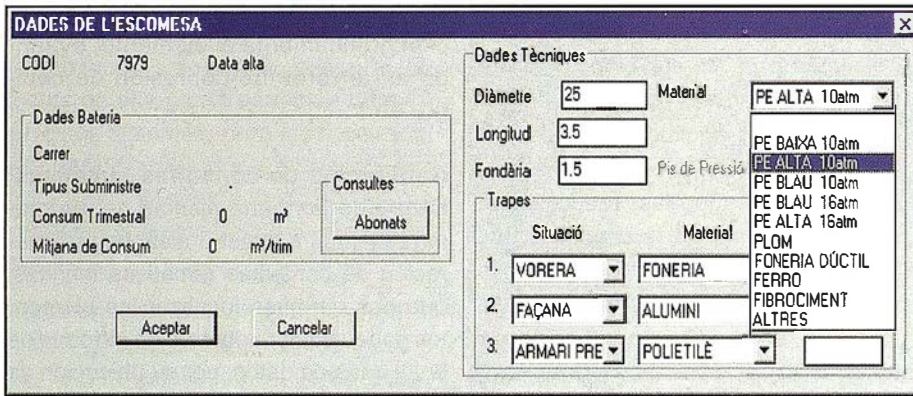 DADES DE L'ESCOMESA
CODI 7979 Data alta
Dades Bateria
Carrer
Tipus Subministre
Consum Trimestral 0 m³
Mitjana de Consum 0 m³/trim
Consultes
Abonats
Aceptar Cancelar
Dades Tècniques
Diàmetre 25 Material PE ALTA 10atm
Longitud 3.5
Fondària 1.5 Pis de Pressió
PE BAIXA 10atm
PE ALTA 10atm
PE BLAU 10atm
PE BLAU 16atm
PE ALTA 16atm
PLOM
FONERIA DÚCTIL
FERRO
FIBROCIMENT
ALTRES
Trapes
Situació Material
1. VORERA FONERIA
2. FAÇANA ALUMINI
3. ARMARI PRE POLIETILÈ